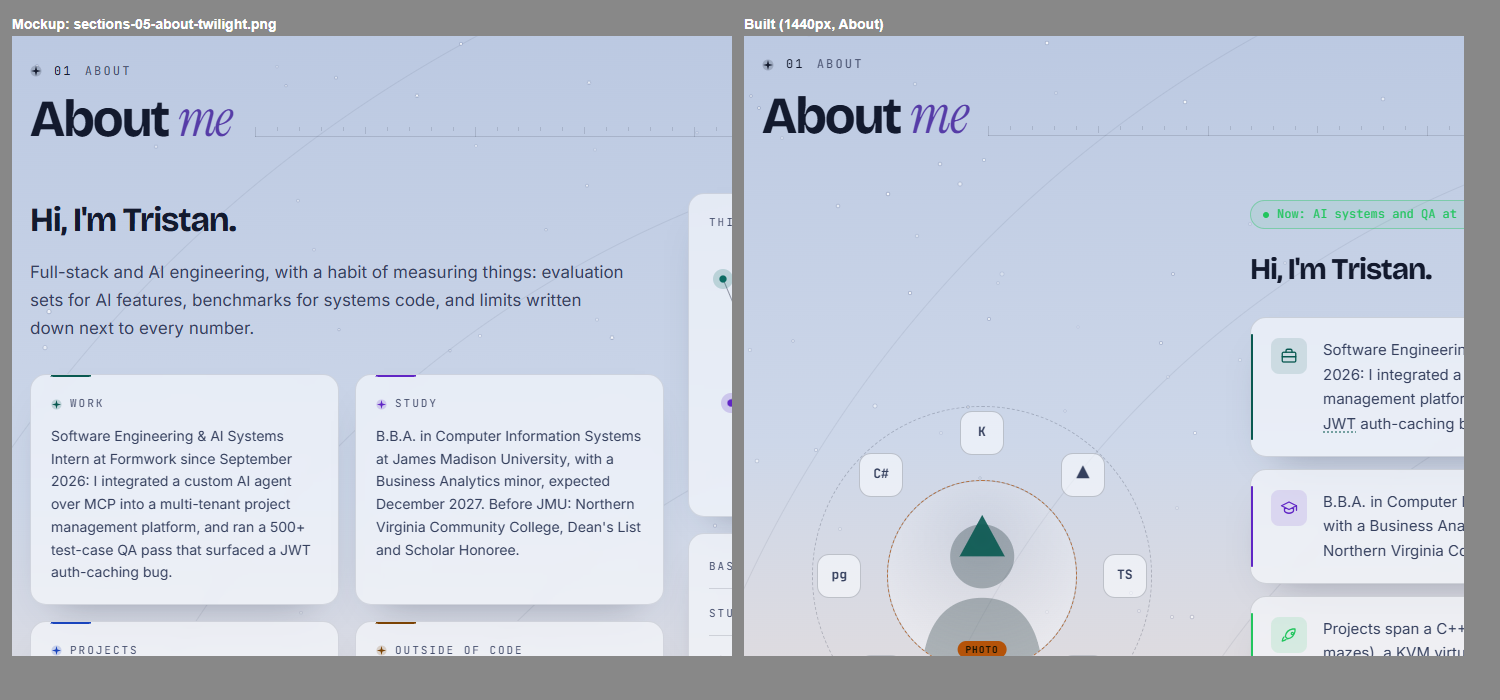 Mockup: sections-05-about-twilight.png
01 ABOUT
About me
Hi, I'm Tristan.
Full-stack and AI engineering, with a habit of measuring things: evaluation
sets for AI features, benchmarks for systems code, and limits written
down next to every number.
WORK
Software Engineering & AI Systems
Intern at Formwork since September
2026: I integrated a custom AI agent
over MCP into a multi-tenant project
management platform, and ran a 500+
test-case QA pass that surfaced a JWT
auth-caching bug.
STUDY
B.B.A. in Computer Information Systems
at James Madison University, with a
Business Analytics minor, expected
December 2027. Before JMU: Northern
Virginia Community College, Dean's List
and Scholar Honoree.
PROJECTS
OUTSIDE OF CODE
THI
BAS
STU
Built (1440px, About)
01 ABOUT
About me
K
C#
pg
TS
PHOTO
Now: AI systems and QA at
Hi, I'm Tristan.
Software Engineerin
2026: I integrated a
management platfor
JWT auth-caching b
B.B.A. in Computer I
with a Business Ana
Northern Virginia Co
Projects span a C++
mazes), a KVM virtu